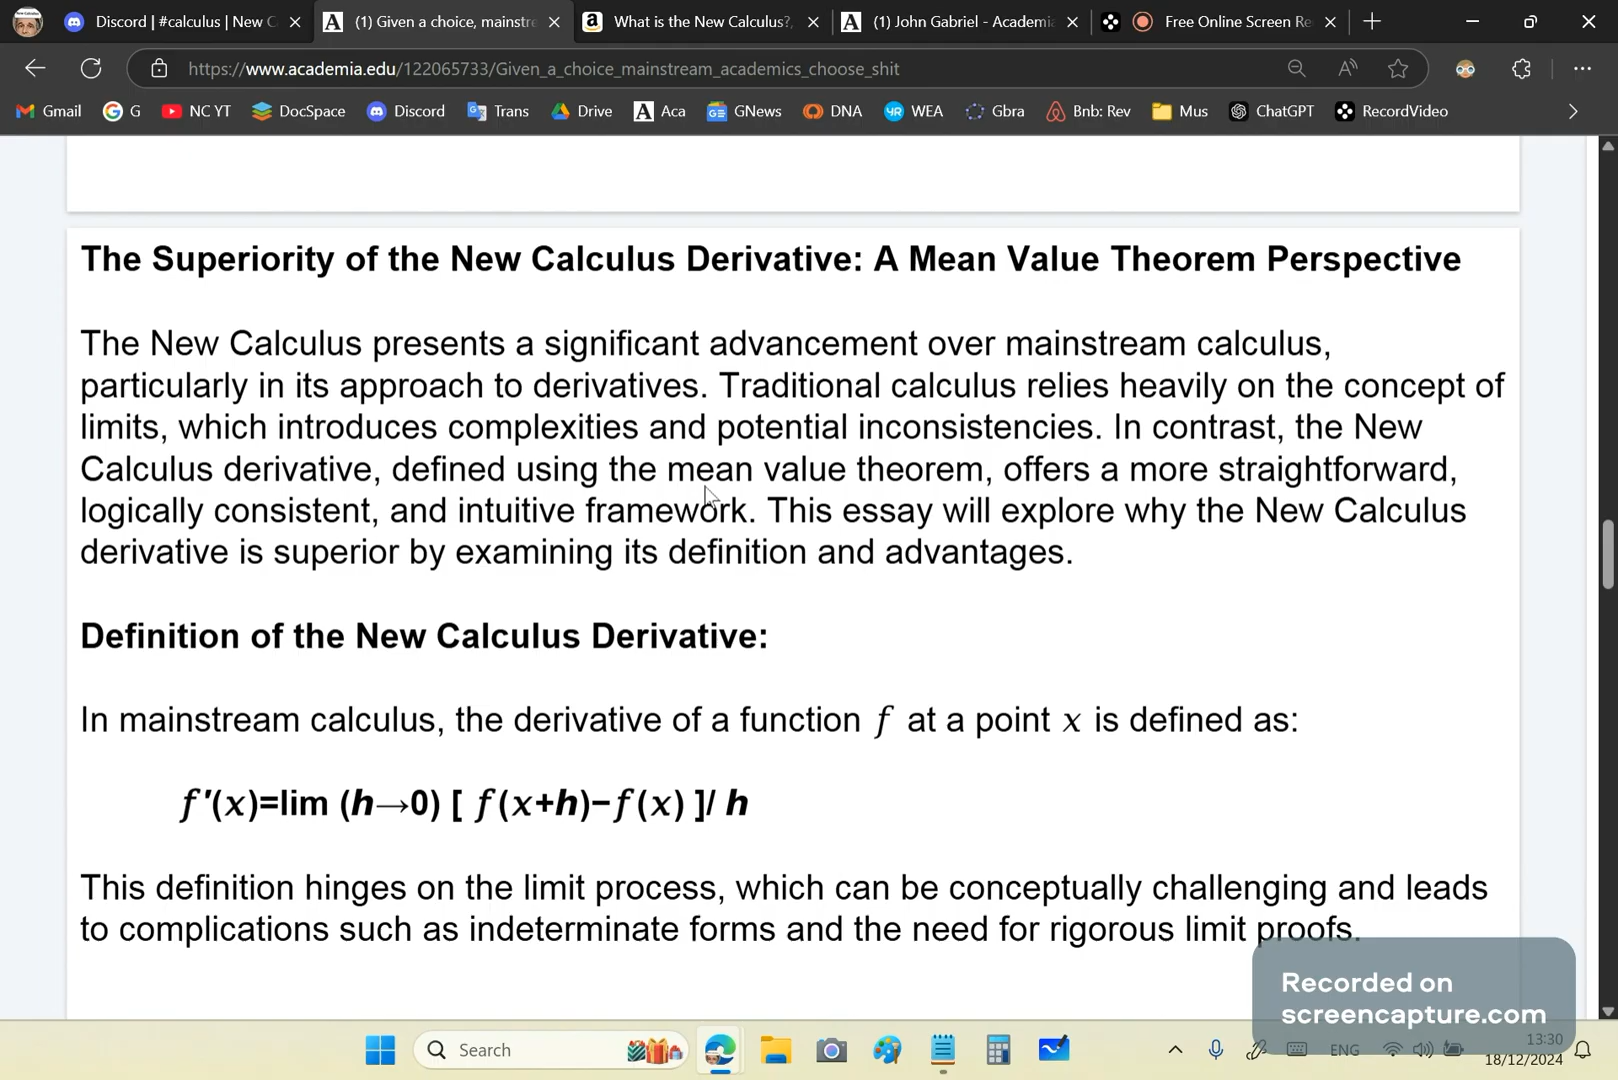 Discord | #calculus | New C
(1) Given a choice, mainstre
What is the New Calculus?,
(1) John Gabriel - Academia
Free Online Screen Re
https://www.academia.edu/122065733/Given_a_choice_mainstream_academics_choose_shit
Gmail G NC YT DocSpace Discord Trans Drive Aca GNews DNA WEA Gbra Bnb: Rev Mus ChatGPT RecordVideo
The Superiority of the New Calculus Derivative: A Mean Value Theorem Perspective
The New Calculus presents a significant advancement over mainstream calculus,
particularly in its approach to derivatives. Traditional calculus relies heavily on the concept of
limits, which introduces complexities and potential inconsistencies. In contrast, the New
Calculus derivative, defined using the mean value theorem, offers a more straightforward,
logically consistent, and intuitive framework. This essay will explore why the New Calculus
derivative is superior by examining its definition and advantages.
Definition of the New Calculus Derivative:
In mainstream calculus, the derivative of a function f at a point x is defined as:
f'(x)=lim (h→0) [ f(x+h)−f(x) ]/ h
This definition hinges on the limit process, which can be conceptually challenging and leads
to complications such as indeterminate forms and the need for rigorous limit proofs.
Recorded on
screencapture.com
Search
ENG
13:30
18/12/2024